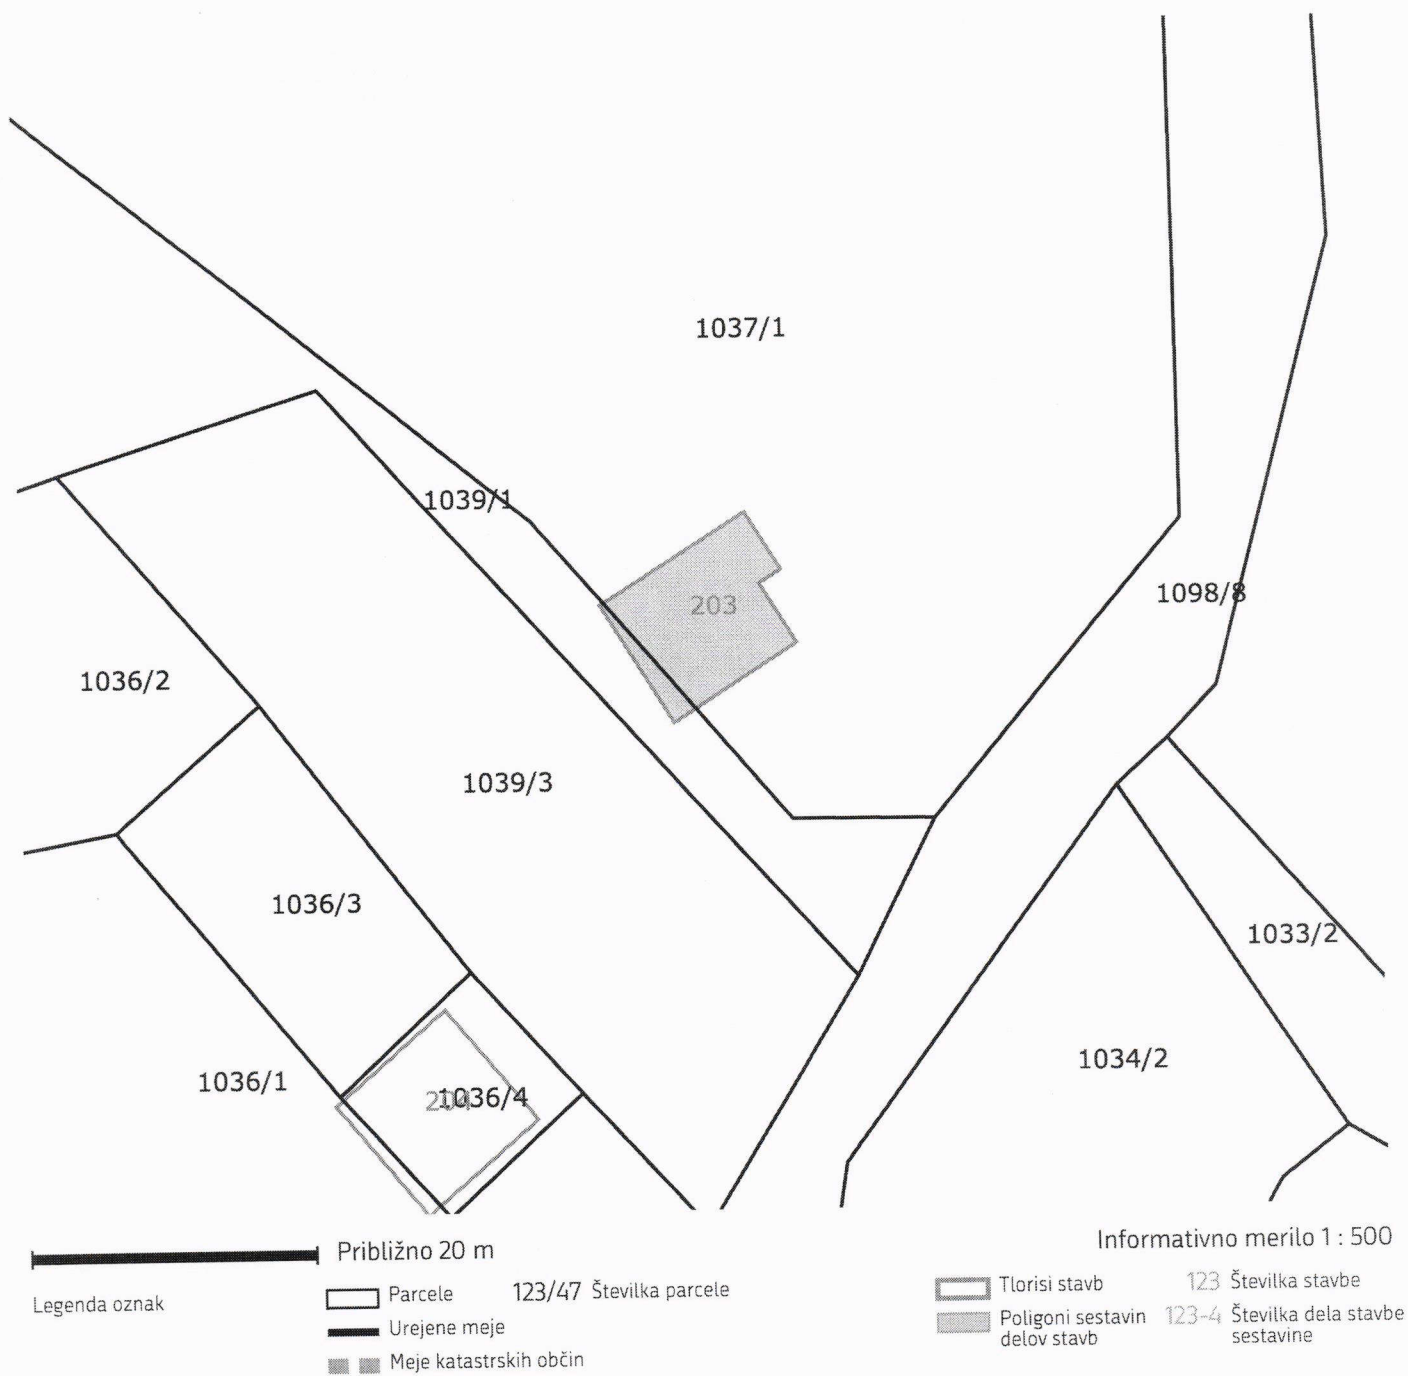 1037/1
1039/1
203
1098/8
1036/2
1039/3
1036/3
1033/2
1034/2
1036/1
204
1036/4
Približno 20 m
Informativno merilo 1 : 500
Legenda oznak
Parcele
123/47 Številka parcele
Urejene meje
Meje katastrskih občin
Tlorisi stavb
123 Številka stavbe
Poligoni sestavin
delov stavb
123-4 Številka dela stavbe
sestavine